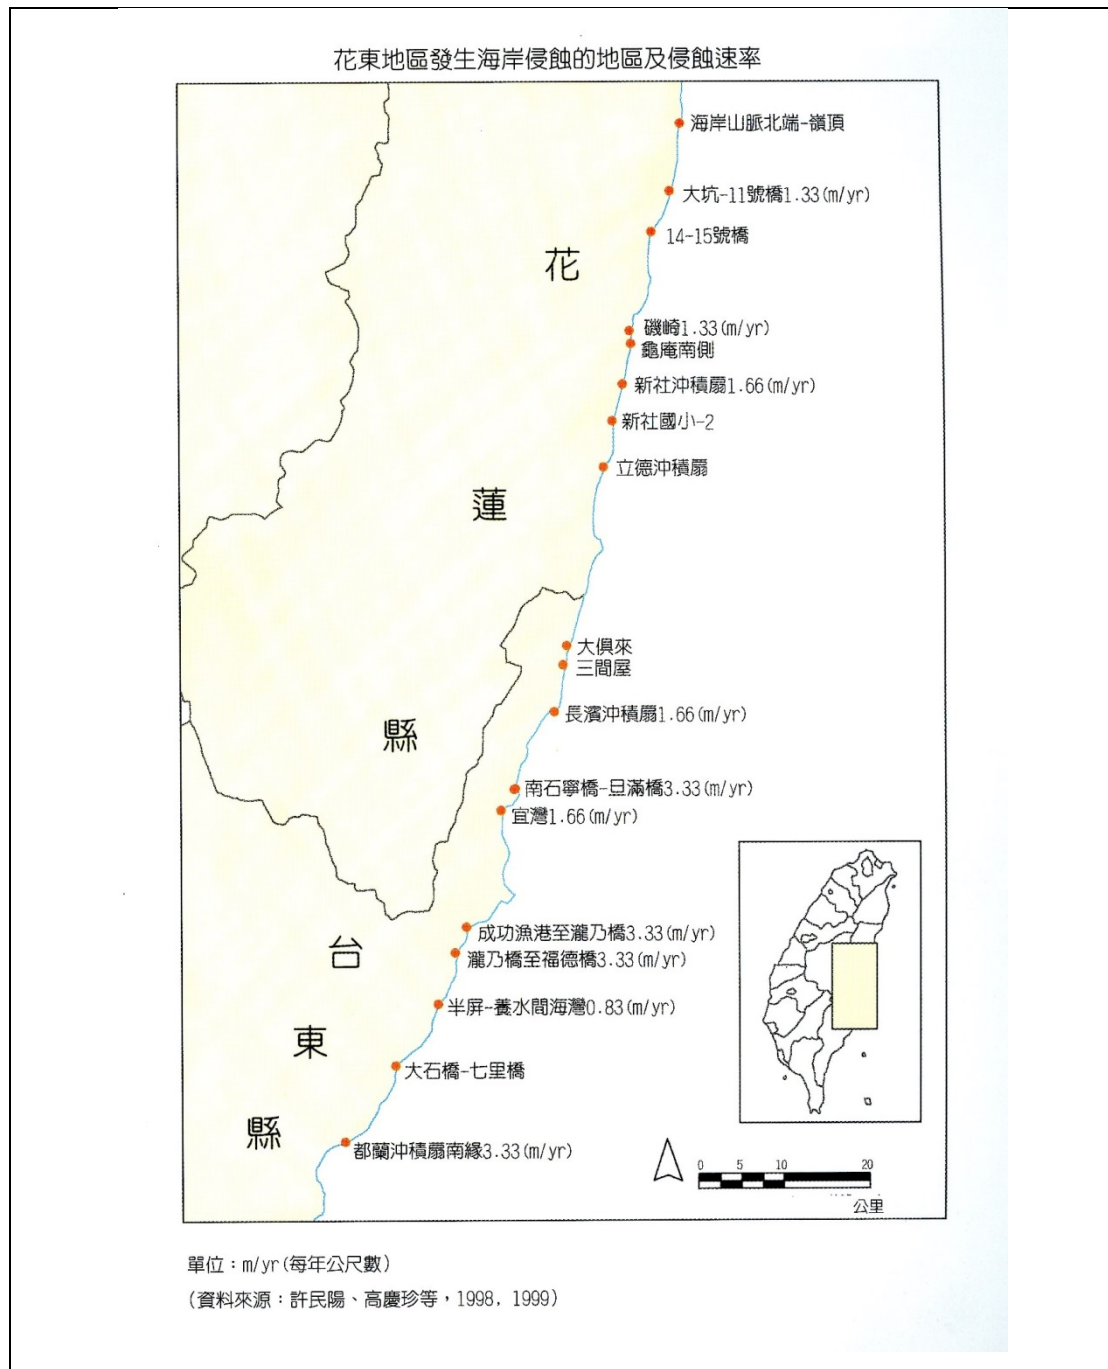 花東地區發生海岸侵蝕的地區及侵蝕速率
海岸山脈北端-嶺頂
大坑-11號橋1.33(m/yr)
14-15號橋
花
磯崎1.33(m/yr)
龜庵南側
新社沖積扇1.66(m/yr)
新社國小-2
立德沖積扇
蓮
大俱來
三間屋
長濱沖積扇1.66(m/yr)
縣
南石寧橋-旦滿橋3.33(m/yr)
宜灣1.66(m/yr)
成功漁港至瀧乃橋3.33(m/yr)
台
瀧乃橋至福德橋3.33(m/yr)
半屏-養水間海灣0.83(m/yr)
東
大石橋-七里橋
縣
都蘭沖積扇南緣3.33(m/yr)
0 5 10 20
公里
單位：m/yr(每年公尺數)
(資料來源：許民陽、高慶珍等，1998, 1999)